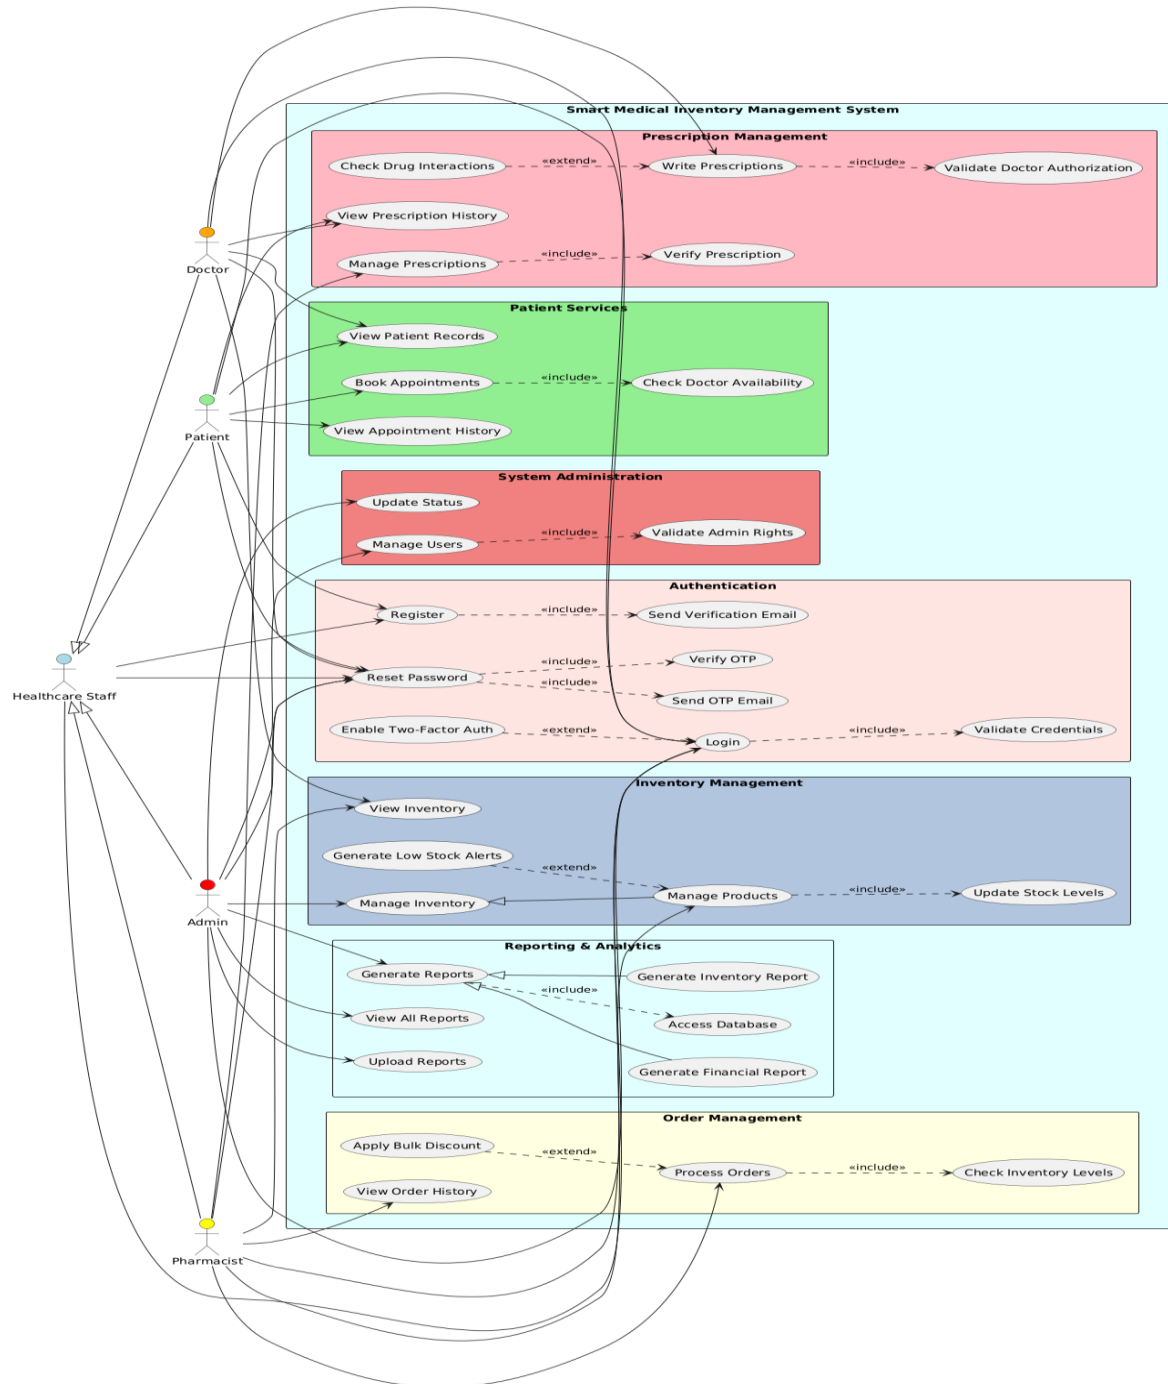 Smart Medical Inventory Management System
Prescription Management
Check Drug Interactions
«extend»
Write Prescriptions
«include»
Validate Doctor Authorization
View Prescription History
Manage Prescriptions
«include»
Verify Prescription
Doctor
Patient Services
View Patient Records
Book Appointments
«include»
Check Doctor Availability
View Appointment History
Patient
System Administration
Update Status
Manage Users
«include»
Validate Admin Rights
Authentication
Register
«include»
Send Verification Email
Reset Password
«include»
Verify OTP
«include»
Send OTP Email
Enable Two-Factor Auth
«extend»
Login
«include»
Validate Credentials
Healthcare Staff
Inventory Management
View Inventory
Generate Low Stock Alerts
«extend»
Manage Inventory
Manage Products
«include»
Update Stock Levels
Admin
Reporting & Analytics
Generate Reports
Generate Inventory Report
«include»
View All Reports
Access Database
Upload Reports
Generate Financial Report
Order Management
Apply Bulk Discount
«extend»
Process Orders
«include»
Check Inventory Levels
View Order History
Pharmacist